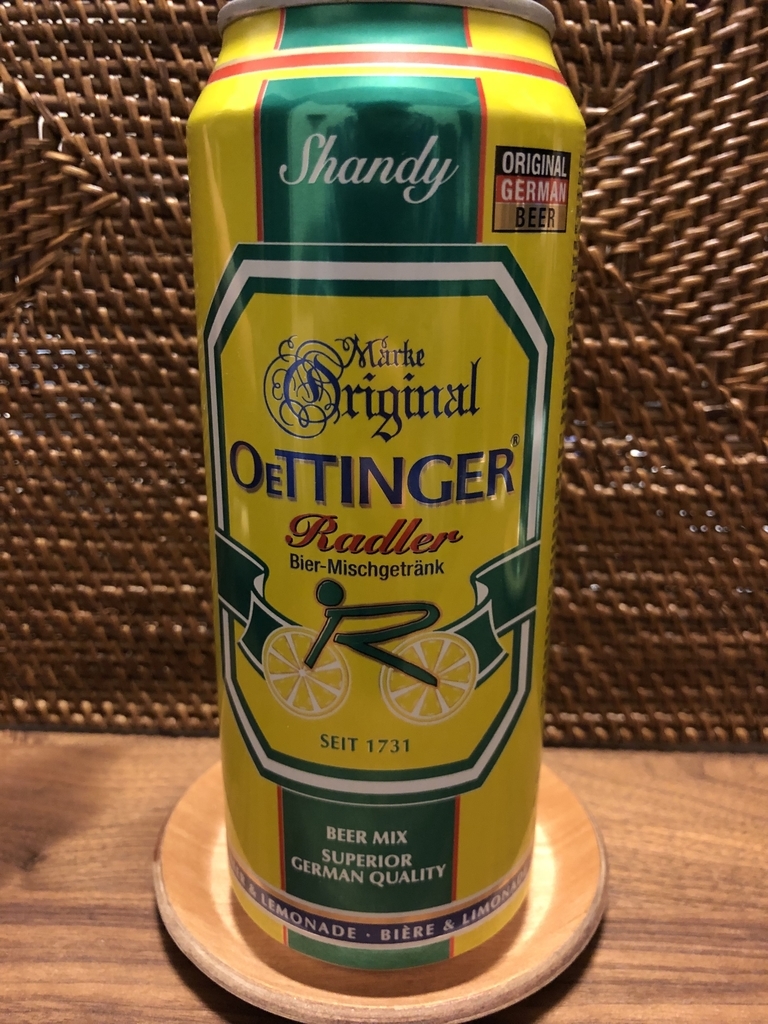 Shandy
ORIGINAL
GERMAN
BEER
Marke
Original
OETTINGER®
Radler
Bier-Mischgetränk
SEIT 1731
BEER MIX
SUPERIOR
GERMAN QUALITY
& LEMONADE · BIÈRE &